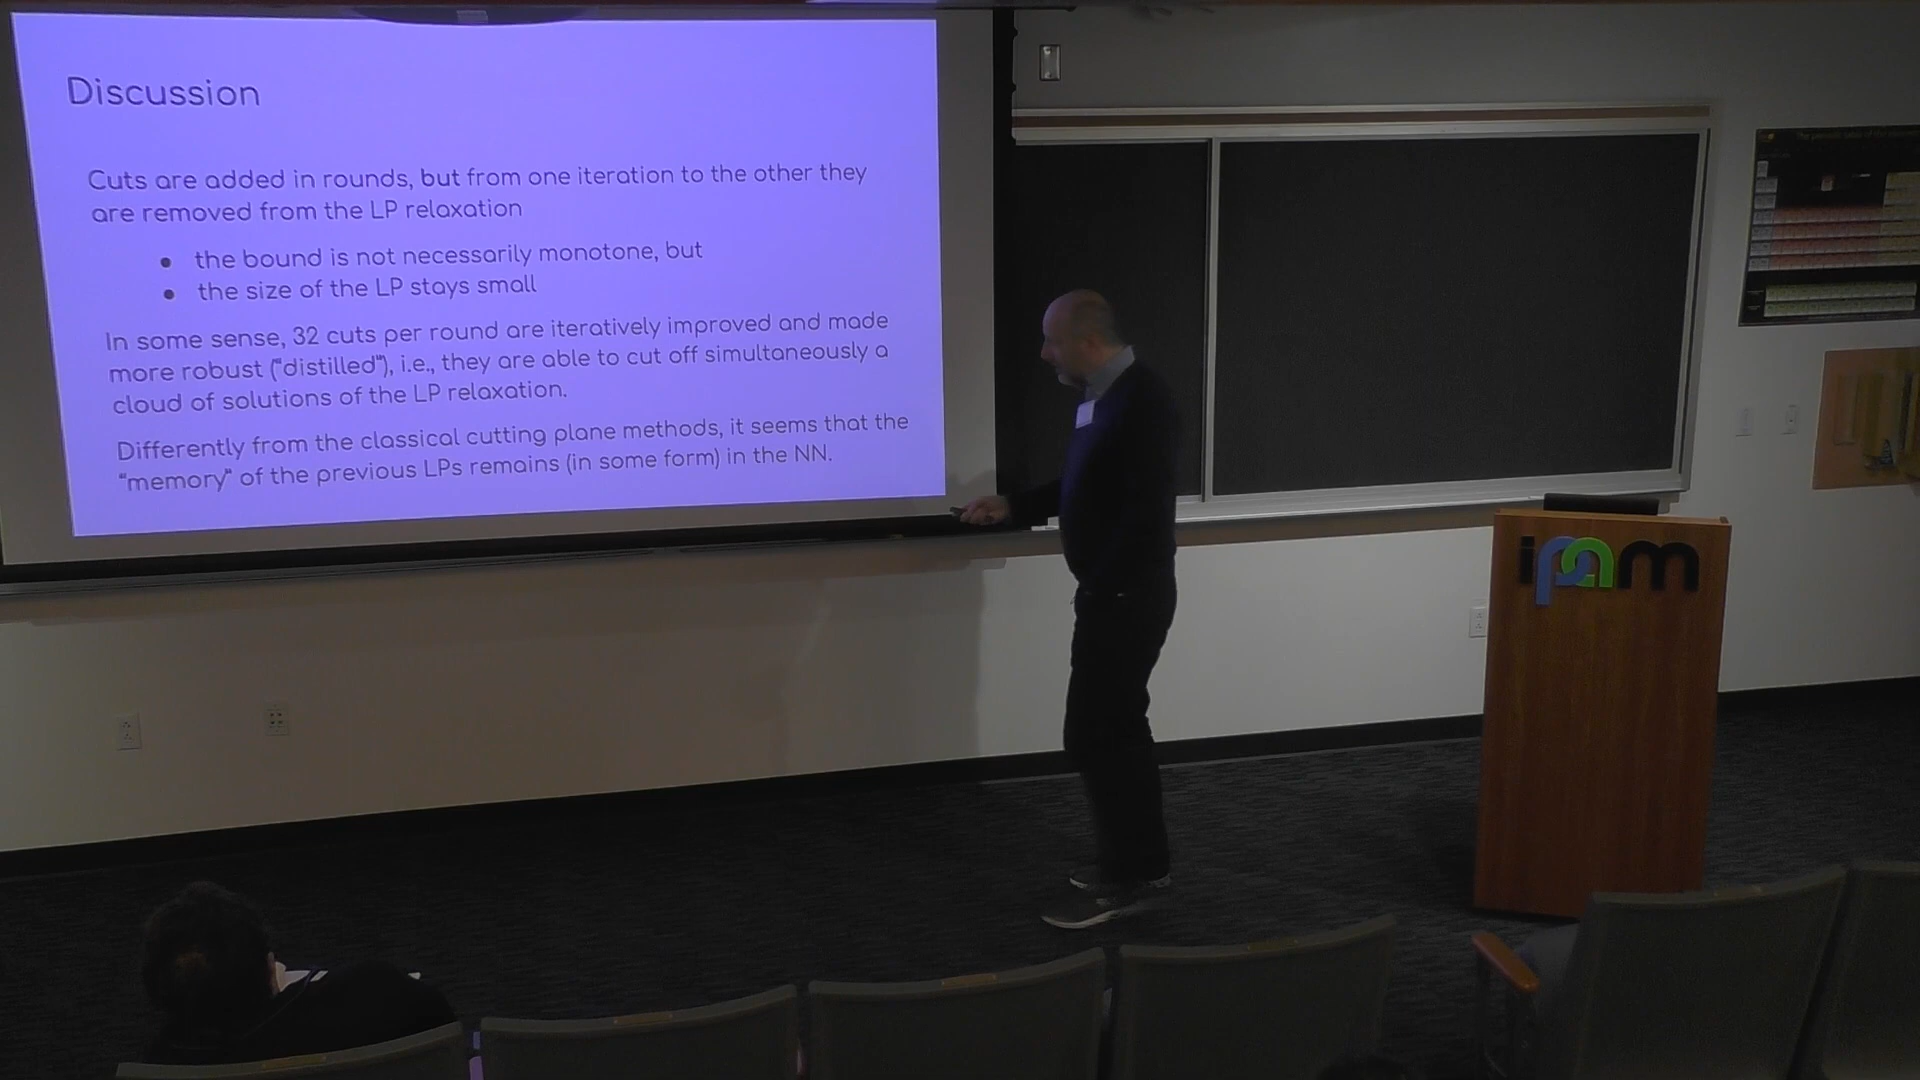 Discussion
Cuts are added in rounds, but from one iteration to the other they
are removed from the LP relaxation
● the bound is not necessarily monotone, but
● the size of the LP stays small
In some sense, 32 cuts per round are iteratively improved and made
more robust ("distilled"), i.e., they are able to cut off simultaneously a
cloud of solutions of the LP relaxation.
Differently from the classical cutting plane methods, it seems that the
"memory" of the previous LPs remains (in some form) in the NN.
ipam